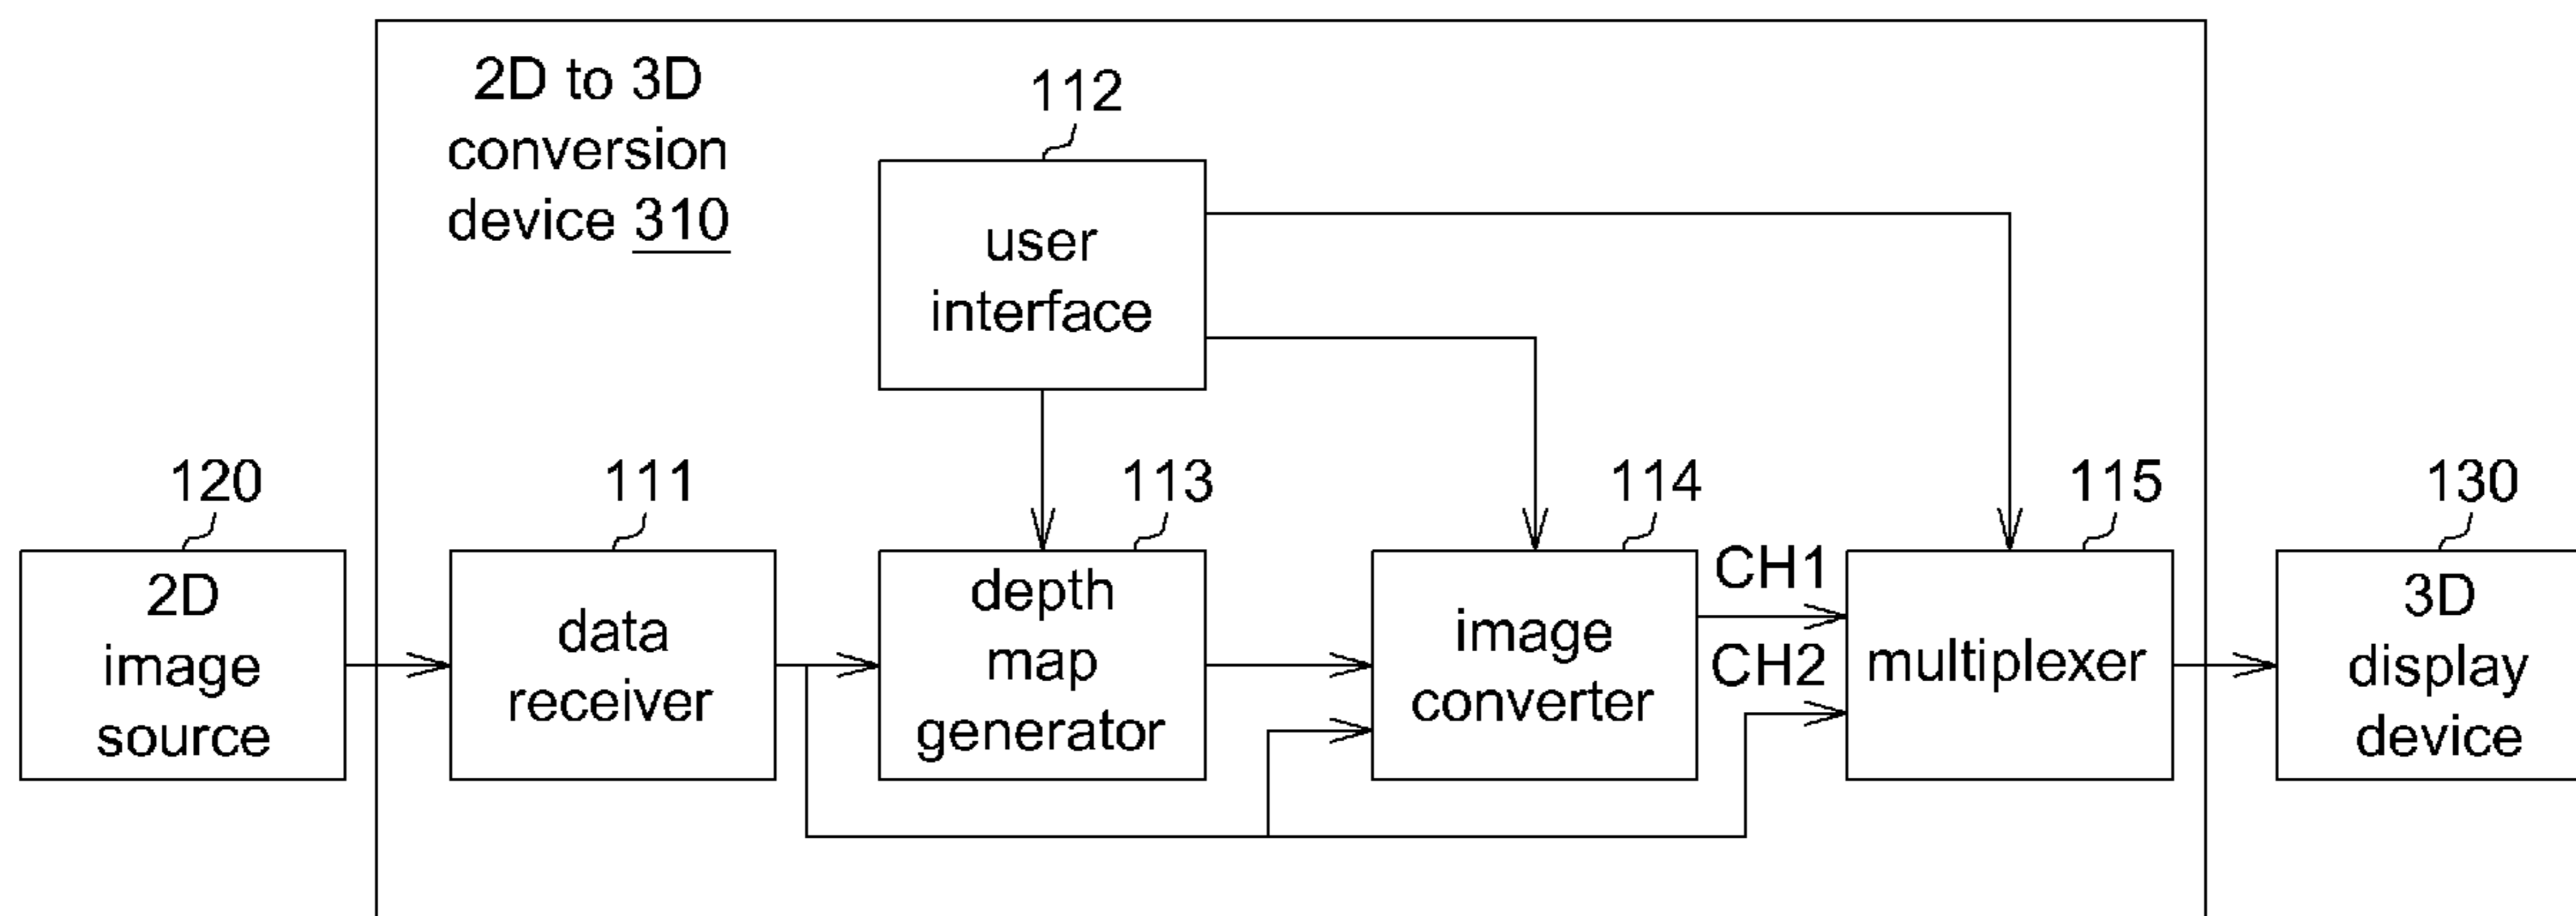 2D to 3D
conversion
device 310
112
user
interface
120
2D
image
source
111
data
receiver
113
depth
map
generator
114
image
converter
CH1
CH2
115
multiplexer
130
3D
display
device